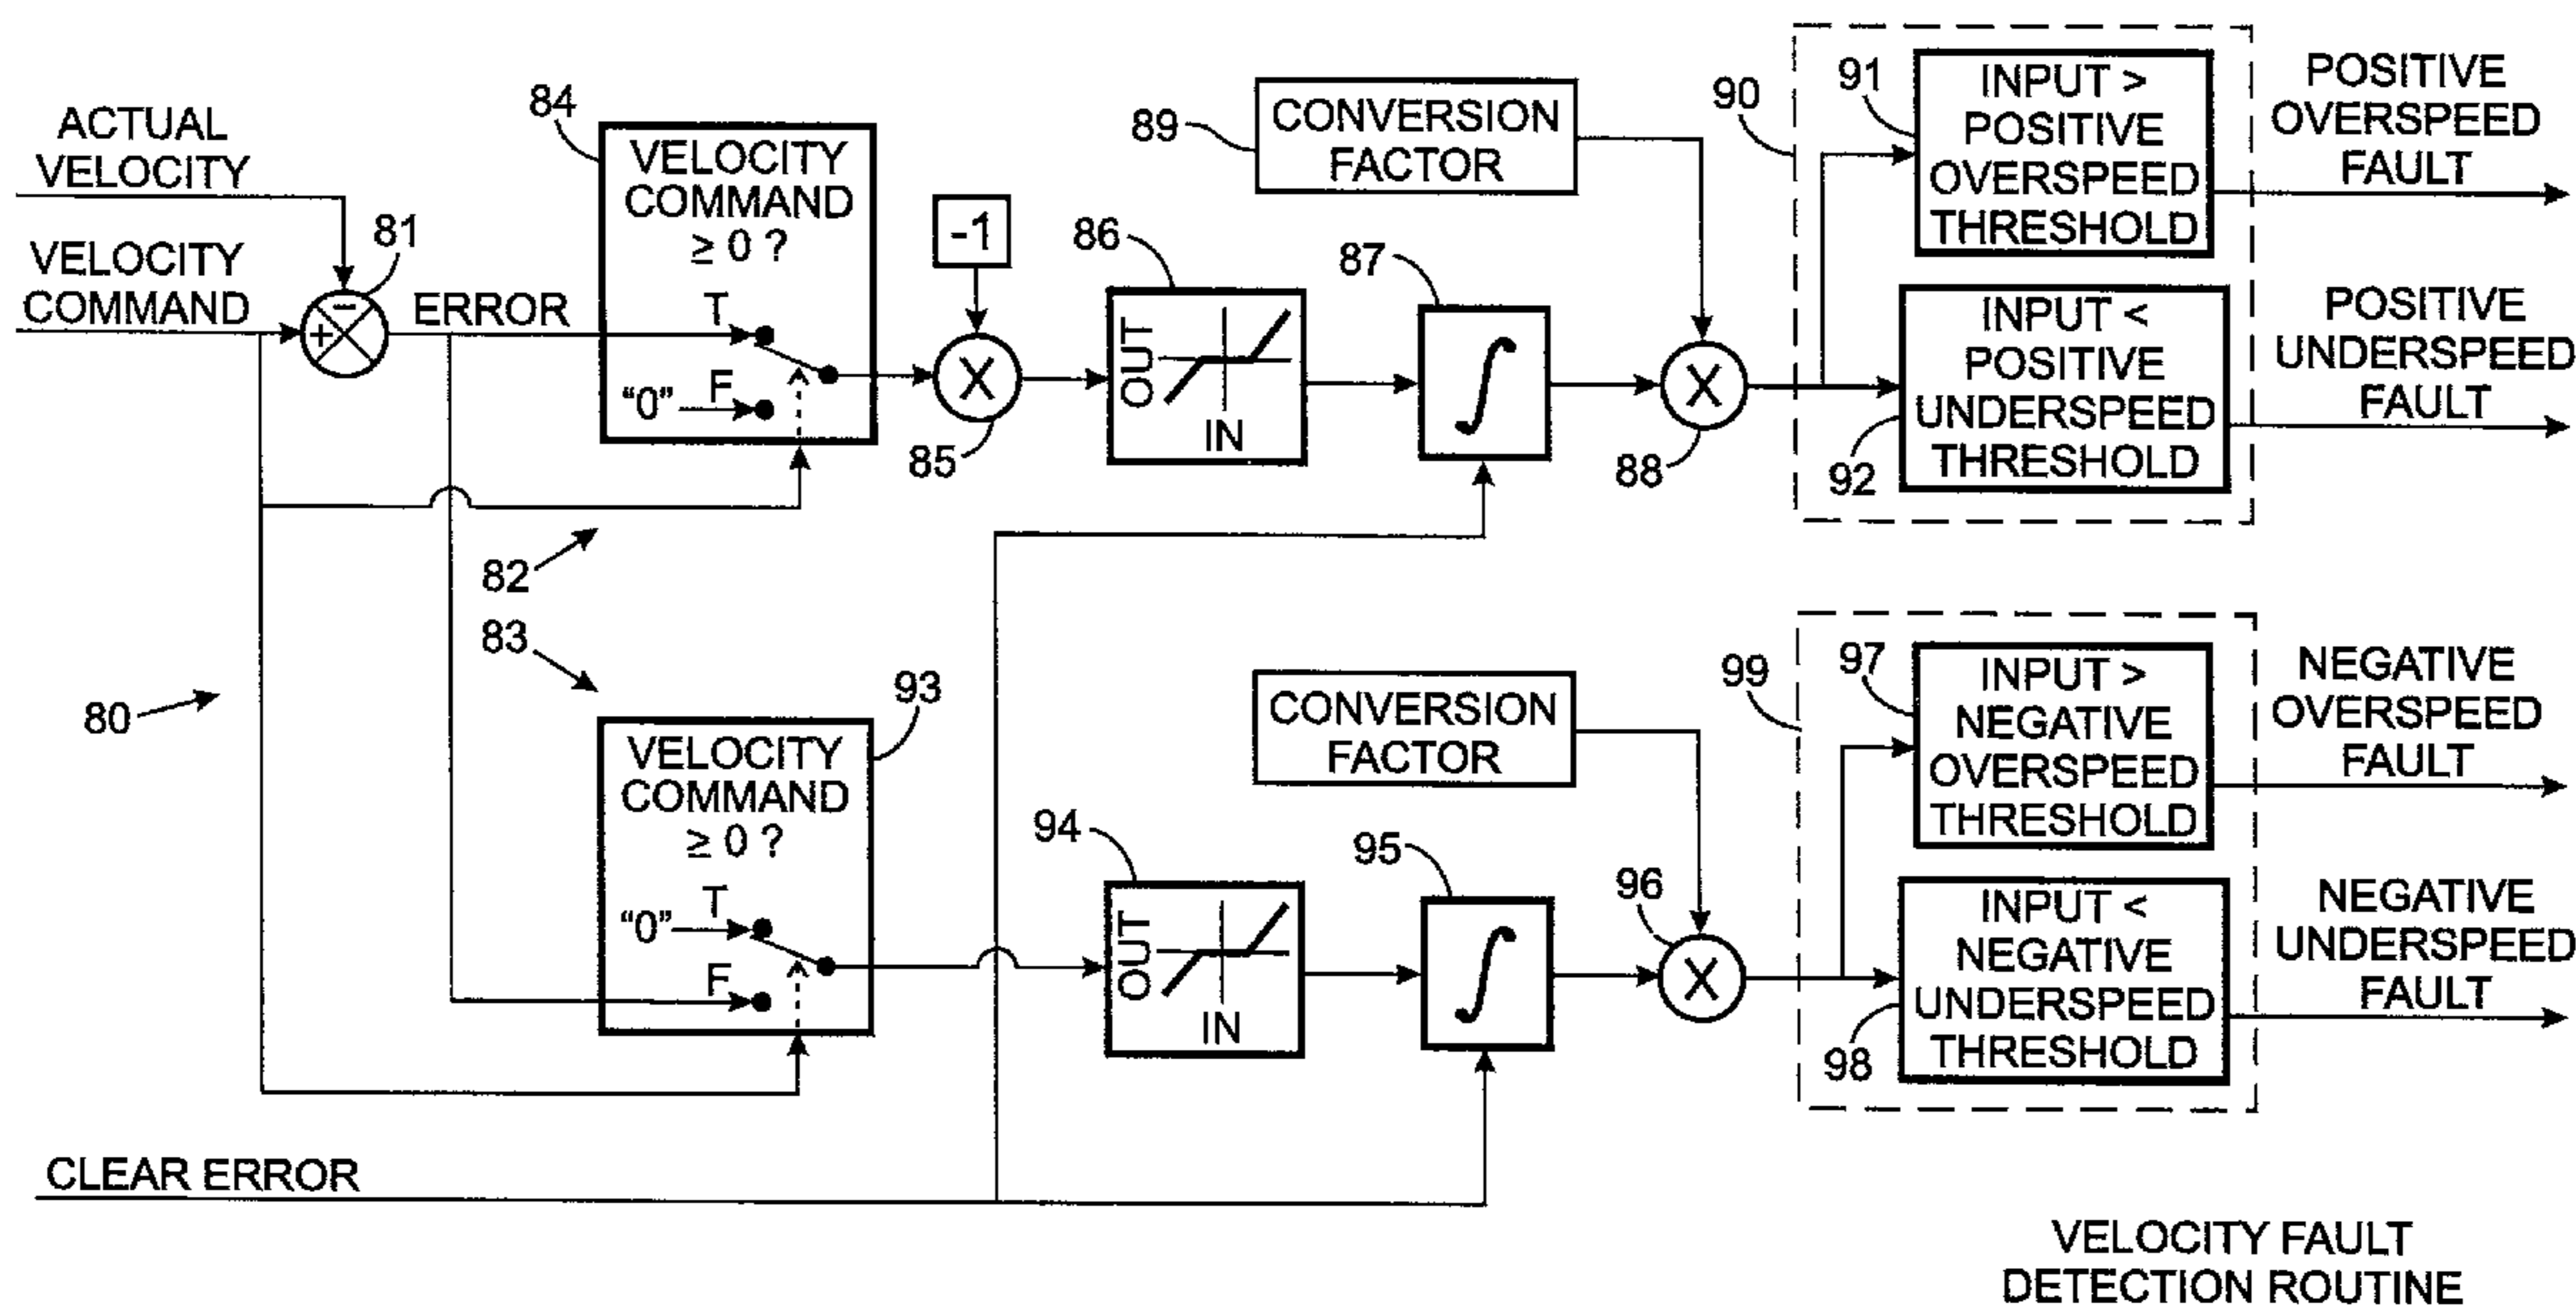 ACTUAL
VELOCITY
VELOCITY
COMMAND
81
+
−
ERROR
84
VELOCITY
COMMAND
≥ 0 ?
T
"0"
F
-1
X
85
86
OUT
IN
87
∫
89
CONVERSION
FACTOR
X
88
90
91
INPUT >
POSITIVE
OVERSPEED
THRESHOLD
POSITIVE
OVERSPEED
FAULT
92
INPUT <
POSITIVE
UNDERSPEED
THRESHOLD
POSITIVE
UNDERSPEED
FAULT
82
83
80
93
VELOCITY
COMMAND
≥ 0 ?
"0"
T
F
94
OUT
IN
95
∫
CONVERSION
FACTOR
96
X
99
97
INPUT >
NEGATIVE
OVERSPEED
THRESHOLD
NEGATIVE
OVERSPEED
FAULT
98
INPUT <
NEGATIVE
UNDERSPEED
THRESHOLD
NEGATIVE
UNDERSPEED
FAULT
CLEAR ERROR
VELOCITY FAULT
DETECTION ROUTINE